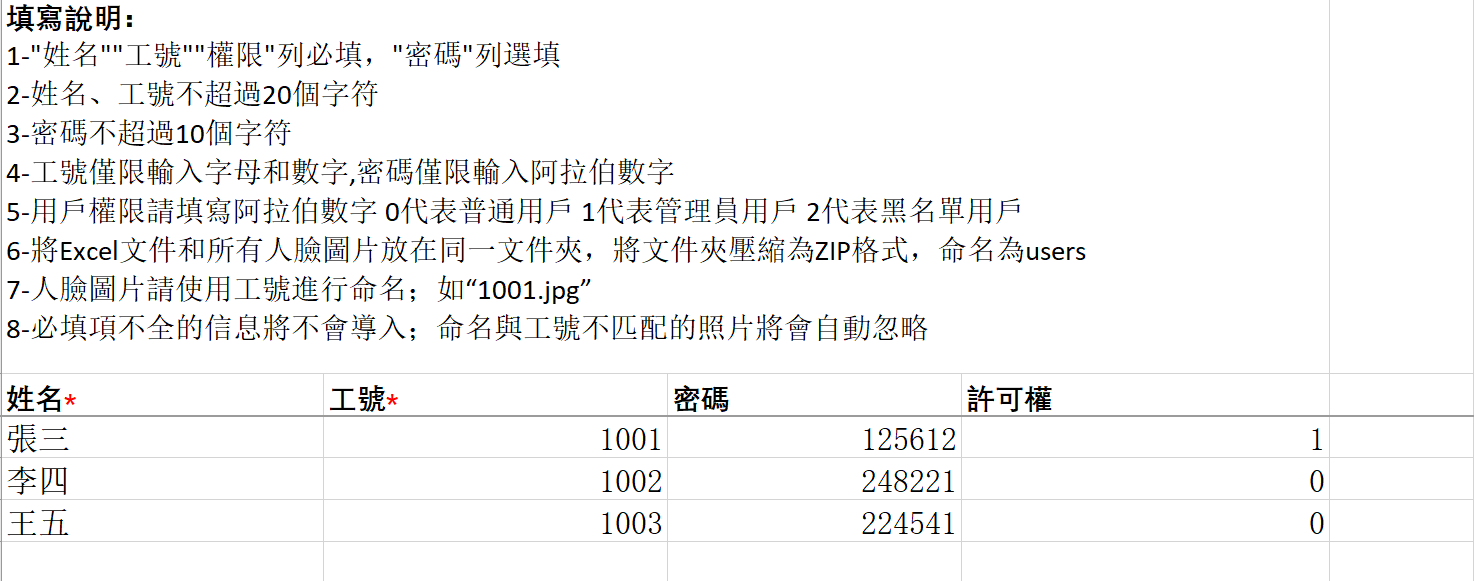 填寫說明：
1-"姓名""工號""權限"列必填，"密碼"列選填
2-姓名、工號不超過20個字符
3-密碼不超過10個字符
4-工號僅限輸入字母和數字,密碼僅限輸入阿拉伯數字
5-用戶權限請填寫阿拉伯數字 0代表普通用戶 1代表管理員用戶 2代表黑名單用戶
6-將Excel文件和所有人臉圖片放在同一文件夾，將文件夾壓縮為ZIP格式，命名為users
7-人臉圖片請使用工號進行命名；如“1001.jpg”
8-必填項不全的信息將不會導入；命名與工號不匹配的照片將會自動忽略
姓名* 工號* 密碼 許可權
張三 1001 125612 1
李四 1002 248221 0
王五 1003 224541 0